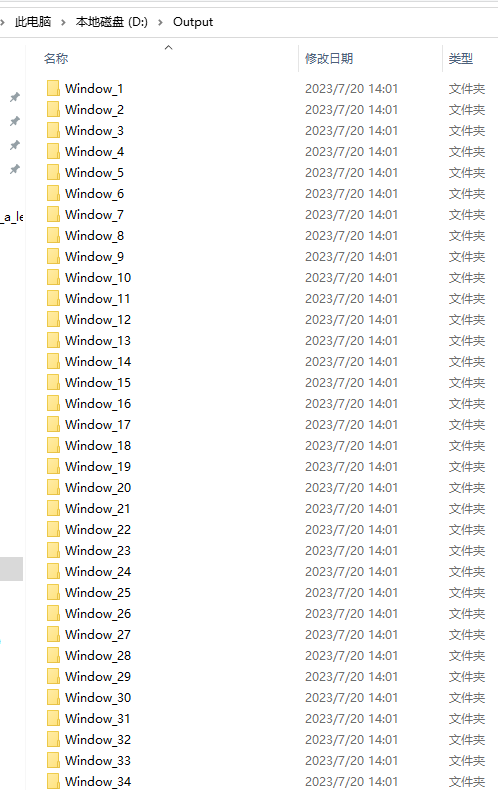 此电脑 > 本地磁盘 (D:) > Output
名称 修改日期 类型
_a_le
Window_1 2023/7/20 14:01 文件夹
Window_2 2023/7/20 14:01 文件夹
Window_3 2023/7/20 14:01 文件夹
Window_4 2023/7/20 14:01 文件夹
Window_5 2023/7/20 14:01 文件夹
Window_6 2023/7/20 14:01 文件夹
Window_7 2023/7/20 14:01 文件夹
Window_8 2023/7/20 14:01 文件夹
Window_9 2023/7/20 14:01 文件夹
Window_10 2023/7/20 14:01 文件夹
Window_11 2023/7/20 14:01 文件夹
Window_12 2023/7/20 14:01 文件夹
Window_13 2023/7/20 14:01 文件夹
Window_14 2023/7/20 14:01 文件夹
Window_15 2023/7/20 14:01 文件夹
Window_16 2023/7/20 14:01 文件夹
Window_17 2023/7/20 14:01 文件夹
Window_18 2023/7/20 14:01 文件夹
Window_19 2023/7/20 14:01 文件夹
Window_20 2023/7/20 14:01 文件夹
Window_21 2023/7/20 14:01 文件夹
Window_22 2023/7/20 14:01 文件夹
Window_23 2023/7/20 14:01 文件夹
Window_24 2023/7/20 14:01 文件夹
Window_25 2023/7/20 14:01 文件夹
Window_26 2023/7/20 14:01 文件夹
Window_27 2023/7/20 14:01 文件夹
Window_28 2023/7/20 14:01 文件夹
Window_29 2023/7/20 14:01 文件夹
Window_30 2023/7/20 14:01 文件夹
Window_31 2023/7/20 14:01 文件夹
Window_32 2023/7/20 14:01 文件夹
Window_33 2023/7/20 14:01 文件夹
Window_34 2023/7/20 14:01 文件夹